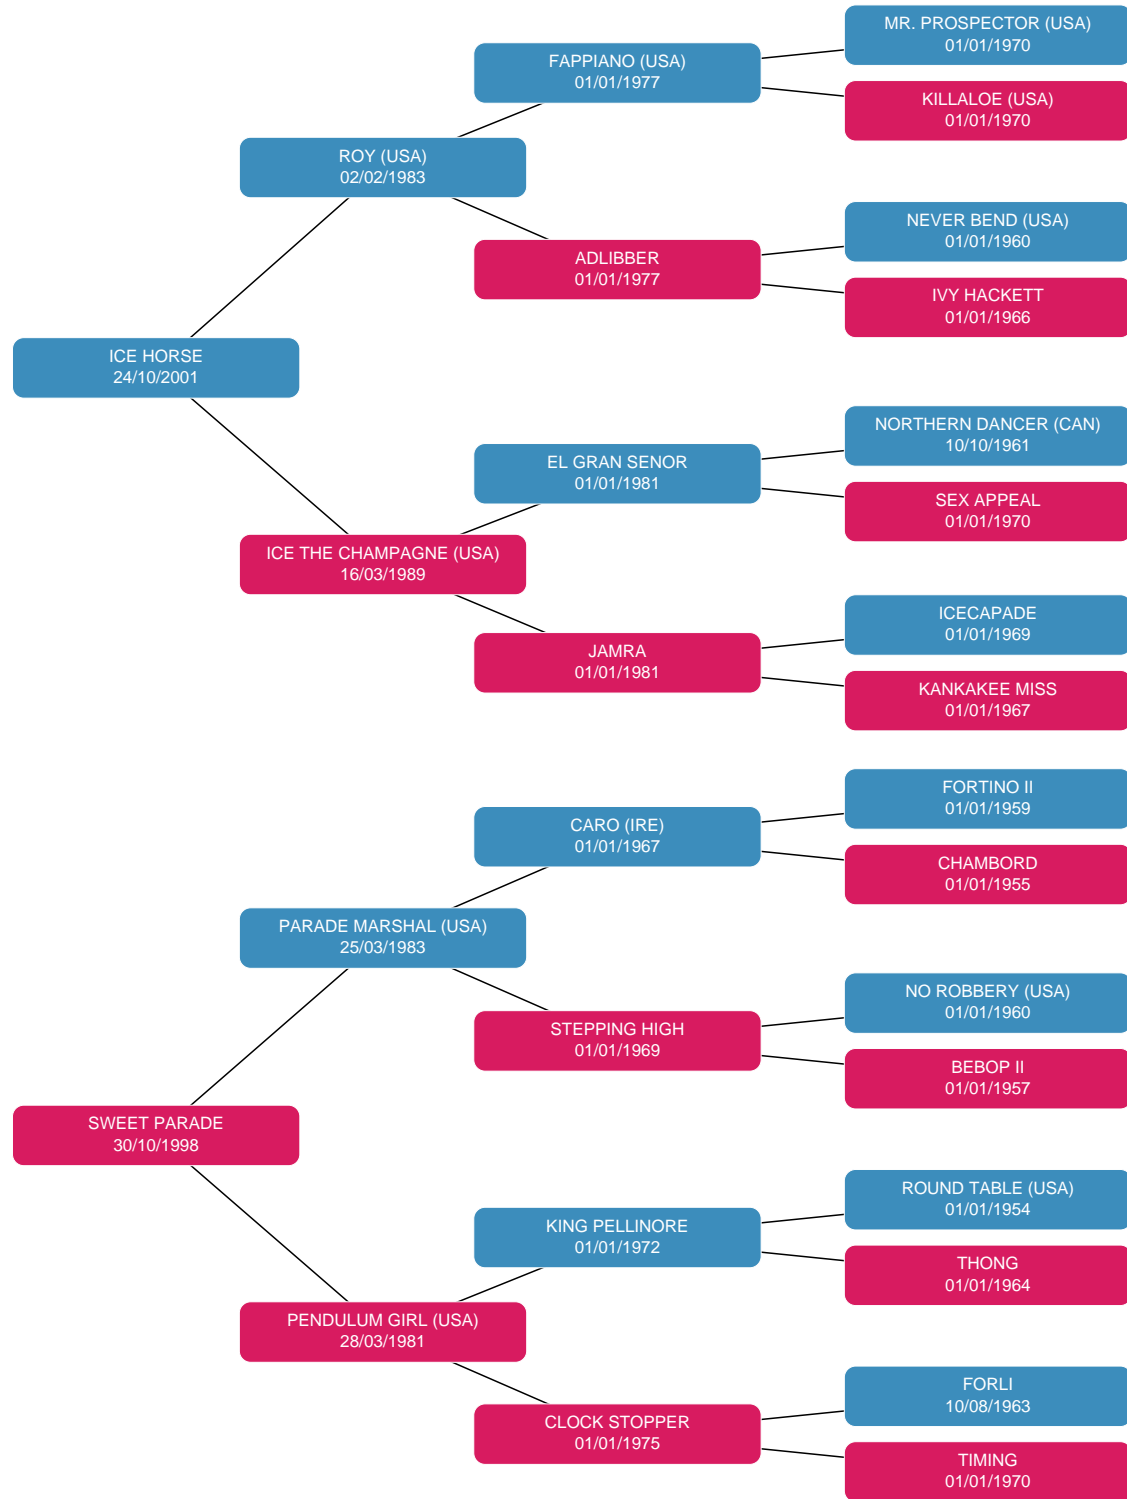 MR. PROSPECTOR (USA)
01/01/1970
FAPPIANO (USA)
01/01/1977
KILLALOE (USA)
01/01/1970
ROY (USA)
02/02/1983
NEVER BEND (USA)
01/01/1960
ADLIBBER
01/01/1977
IVY HACKETT
01/01/1966
ICE HORSE
24/10/2001
NORTHERN DANCER (CAN)
10/10/1961
EL GRAN SENOR
01/01/1981
SEX APPEAL
01/01/1970
ICE THE CHAMPAGNE (USA)
16/03/1989
ICECAPADE
01/01/1969
JAMRA
01/01/1981
KANKAKEE MISS
01/01/1967
FORTINO II
01/01/1959
CARO (IRE)
01/01/1967
CHAMBORD
01/01/1955
PARADE MARSHAL (USA)
25/03/1983
NO ROBBERY (USA)
01/01/1960
STEPPING HIGH
01/01/1969
BEBOP II
01/01/1957
SWEET PARADE
30/10/1998
ROUND TABLE (USA)
01/01/1954
KING PELLINORE
01/01/1972
THONG
01/01/1964
PENDULUM GIRL (USA)
28/03/1981
FORLI
10/08/1963
CLOCK STOPPER
01/01/1975
TIMING
01/01/1970